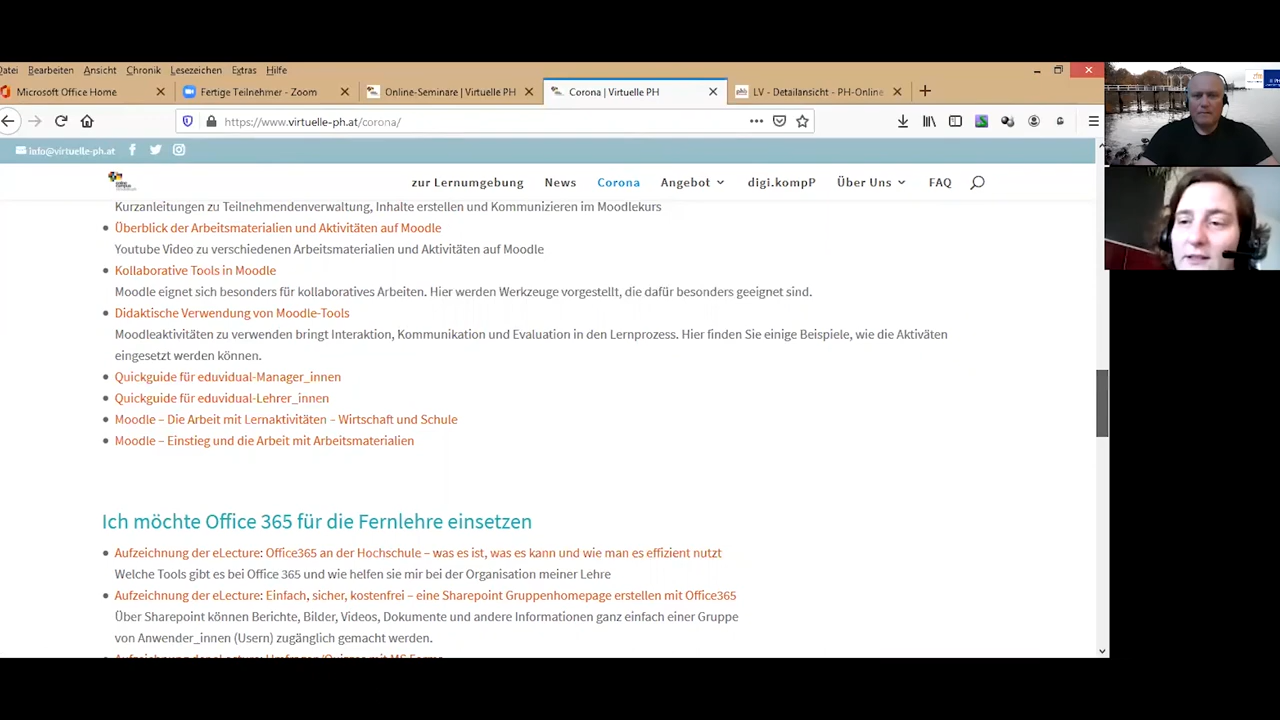 Datei Bearbeiten Ansicht Chronik Lesezeichen Extras Hilfe
Microsoft Office Home Fertige Teilnehmer - Zoom Online-Seminare | Virtuelle PH Corona | Virtuelle PH LV - Detailansicht - PH-Online
https://www.virtuelle-ph.at/corona/
info@virtuelle-ph.at
zur Lernumgebung News Corona Angebot digi.kompP Über Uns FAQ
Kurzanleitungen zu Teilnehmendenverwaltung, Inhalte erstellen und Kommunizieren im Moodlekurs
Überblick der Arbeitsmaterialien und Aktivitäten auf Moodle
Youtube Video zu verschiedenen Arbeitsmaterialien und Aktivitäten auf Moodle
Kollaborative Tools in Moodle
Moodle eignet sich besonders für kollaboratives Arbeiten. Hier werden Werkzeuge vorgestellt, die dafür besonders geeignet sind.
Didaktische Verwendung von Moodle-Tools
Moodleaktivitäten zu verwenden bringt Interaktion, Kommunikation und Evaluation in den Lernprozess. Hier finden Sie einige Beispiele, wie die Aktiväten
eingesetzt werden können.
Quickguide für eduvidual-Manager_innen
Quickguide für eduvidual-Lehrer_innen
Moodle – Die Arbeit mit Lernaktivitäten – Wirtschaft und Schule
Moodle – Einstieg und die Arbeit mit Arbeitsmaterialien
Ich möchte Office 365 für die Fernlehre einsetzen
Aufzeichnung der eLecture: Office365 an der Hochschule – was es ist, was es kann und wie man es effizient nutzt
Welche Tools gibt es bei Office 365 und wie helfen sie mir bei der Organisation meiner Lehre
Aufzeichnung der eLecture: Einfach, sicher, kostenfrei – eine Sharepoint Gruppenhomepage erstellen mit Office365
Über Sharepoint können Berichte, Bilder, Videos, Dokumente und andere Informationen ganz einfach einer Gruppe
von Anwender_innen (Usern) zugänglich gemacht werden.
Aufzeichnung der eLecture: Umfragen/Quizzes mit MS Forms